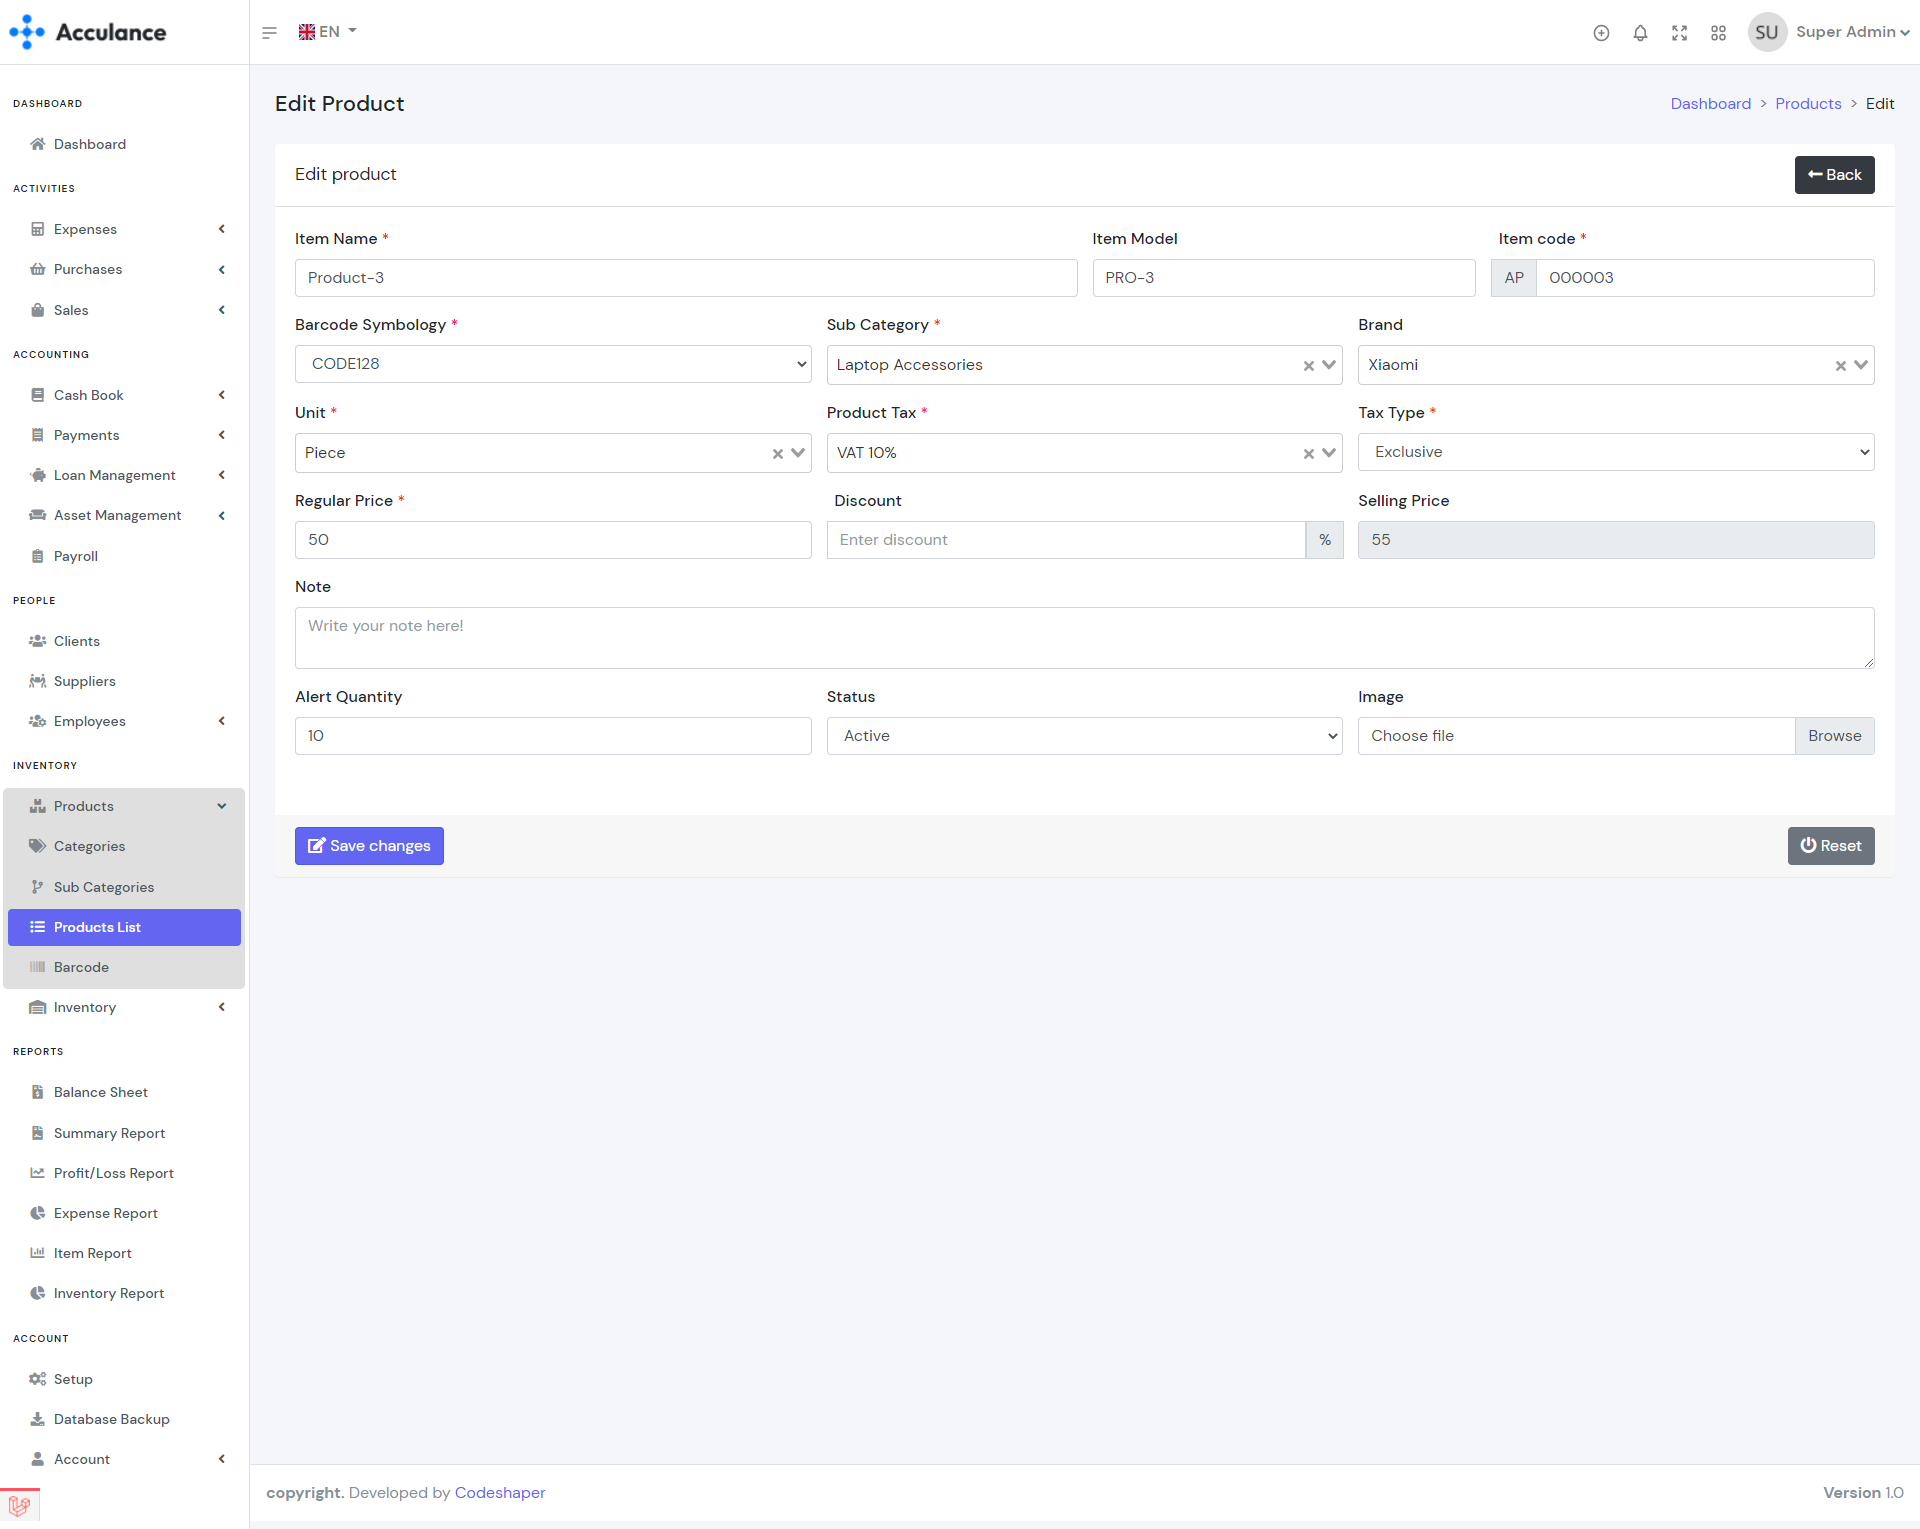 Acculance
EN
SU
Super Admin
DASHBOARD
Dashboard
ACTIVITIES
Expenses
Purchases
Sales
ACCOUNTING
Cash Book
Payments
Loan Management
Asset Management
Payroll
PEOPLE
Clients
Suppliers
Employees
INVENTORY
Products
Categories
Sub Categories
Products List
Barcode
Inventory
REPORTS
Balance Sheet
Summary Report
Profit/Loss Report
Expense Report
Item Report
Inventory Report
ACCOUNT
Setup
Database Backup
Account
Edit Product
Dashboard > Products > Edit
Edit product
Back
Item Name *
Item Model
Item code *
Product-3
PRO-3
AP
000003
Barcode Symbology *
Sub Category *
Brand
CODE128
Laptop Accessories
Xiaomi
Unit *
Product Tax *
Tax Type *
Piece
VAT 10%
Exclusive
Regular Price *
Discount
Selling Price
50
Enter discount
%
55
Note
Write your note here!
Alert Quantity
Status
Image
10
Active
Choose file
Browse
Save changes
Reset
copyright. Developed by Codeshaper
Version 1.0